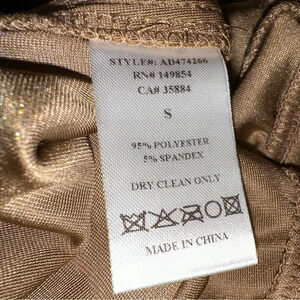 STYLE#: AD474266
RN# 149854
CA# 35884
S
95% POLYESTER
5% SPANDEX
DRY CLEAN ONLY
MADE IN CHINA